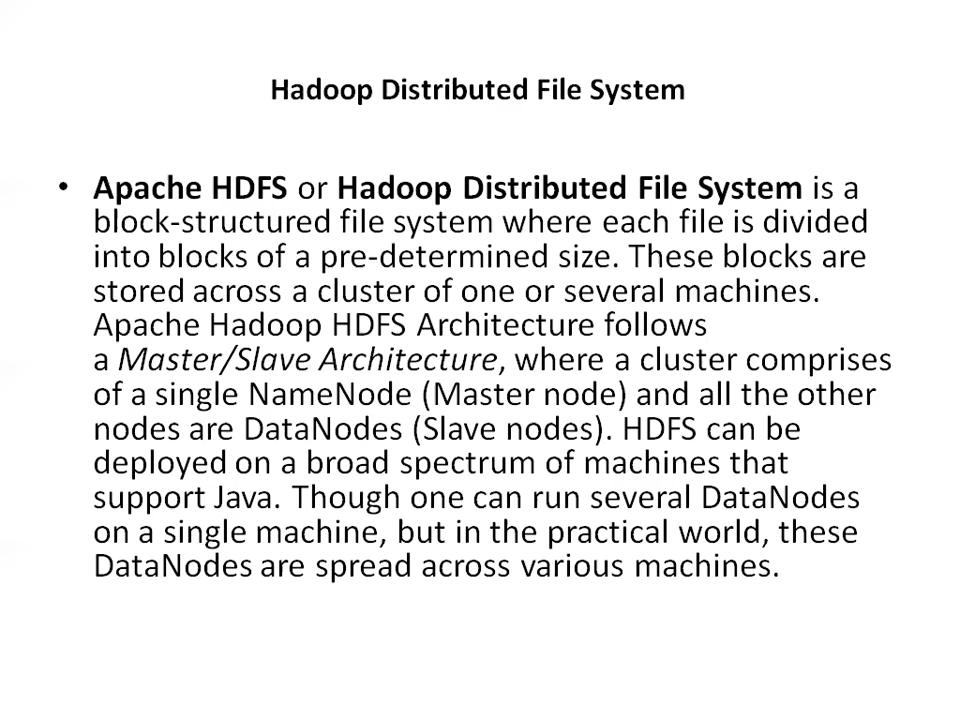 Hadoop Distributed File System
• Apache HDFS or Hadoop Distributed File System is a
block-structured file system where each file is divided
into blocks of a pre-determined size. These blocks are
stored across a cluster of one or several machines.
Apache Hadoop HDFS Architecture follows
a Master/Slave Architecture, where a cluster comprises
of a single NameNode (Master node) and all the other
nodes are DataNodes (Slave nodes). HDFS can be
deployed on a broad spectrum of machines that
support Java. Though one can run several DataNodes
on a single machine, but in the practical world, these
DataNodes are spread across various machines.